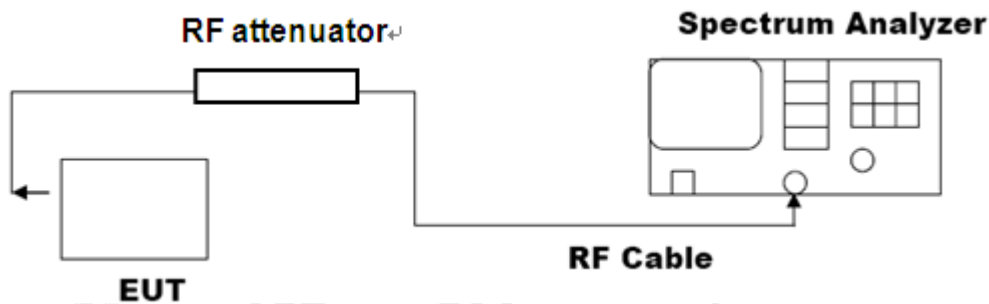 RF attenuator↵
Spectrum Analyzer
RF Cable
EUT